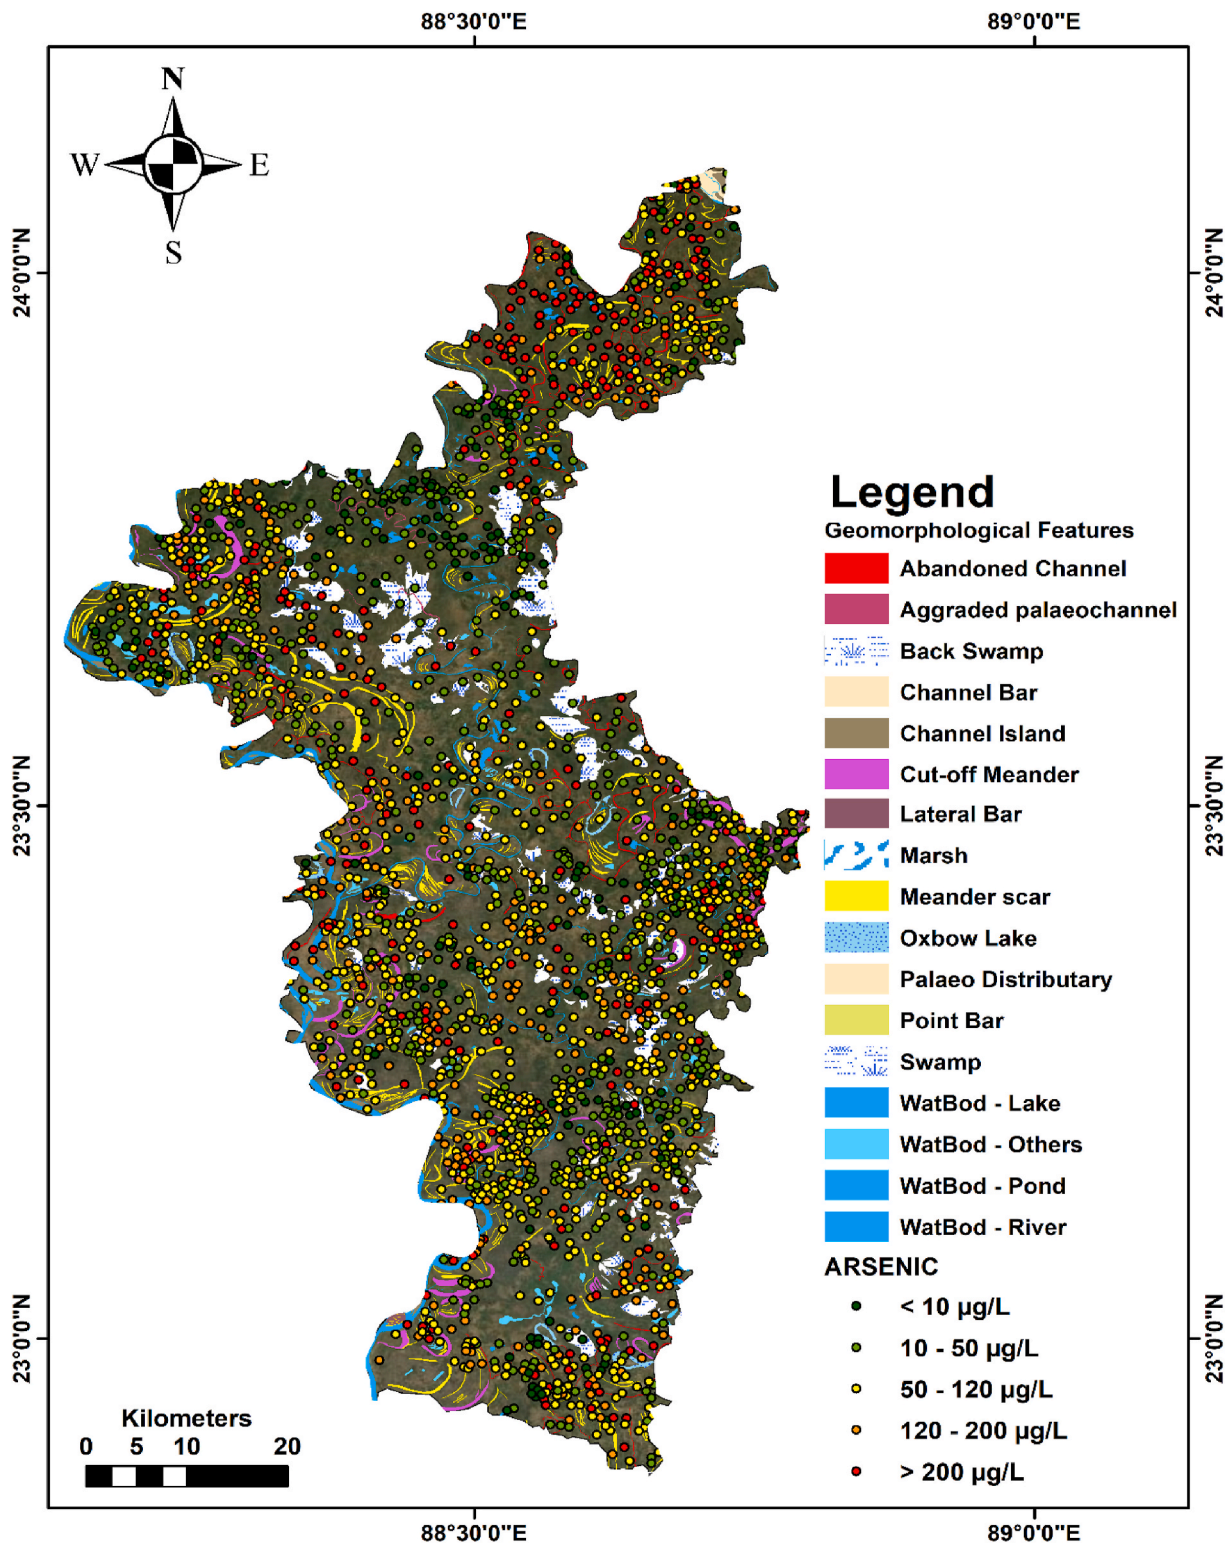 88°30'0"E
89°0'0"E
N
W
E
S
24°0'0"N
24°0'0"N
23°30'0"N
23°30'0"N
23°0'0"N
23°0'0"N
Legend
Geomorphological Features
Abandoned Channel
Aggraded palaeochannel
Back Swamp
Channel Bar
Channel Island
Cut-off Meander
Lateral Bar
Marsh
Meander scar
Oxbow Lake
Palaeo Distributary
Point Bar
Swamp
WatBod - Lake
WatBod - Others
WatBod - Pond
WatBod - River
ARSENIC
< 10 µg/L
10 - 50 µg/L
50 - 120 µg/L
120 - 200 µg/L
> 200 µg/L
Kilometers
0 5 10 20
88°30'0"E
89°0'0"E